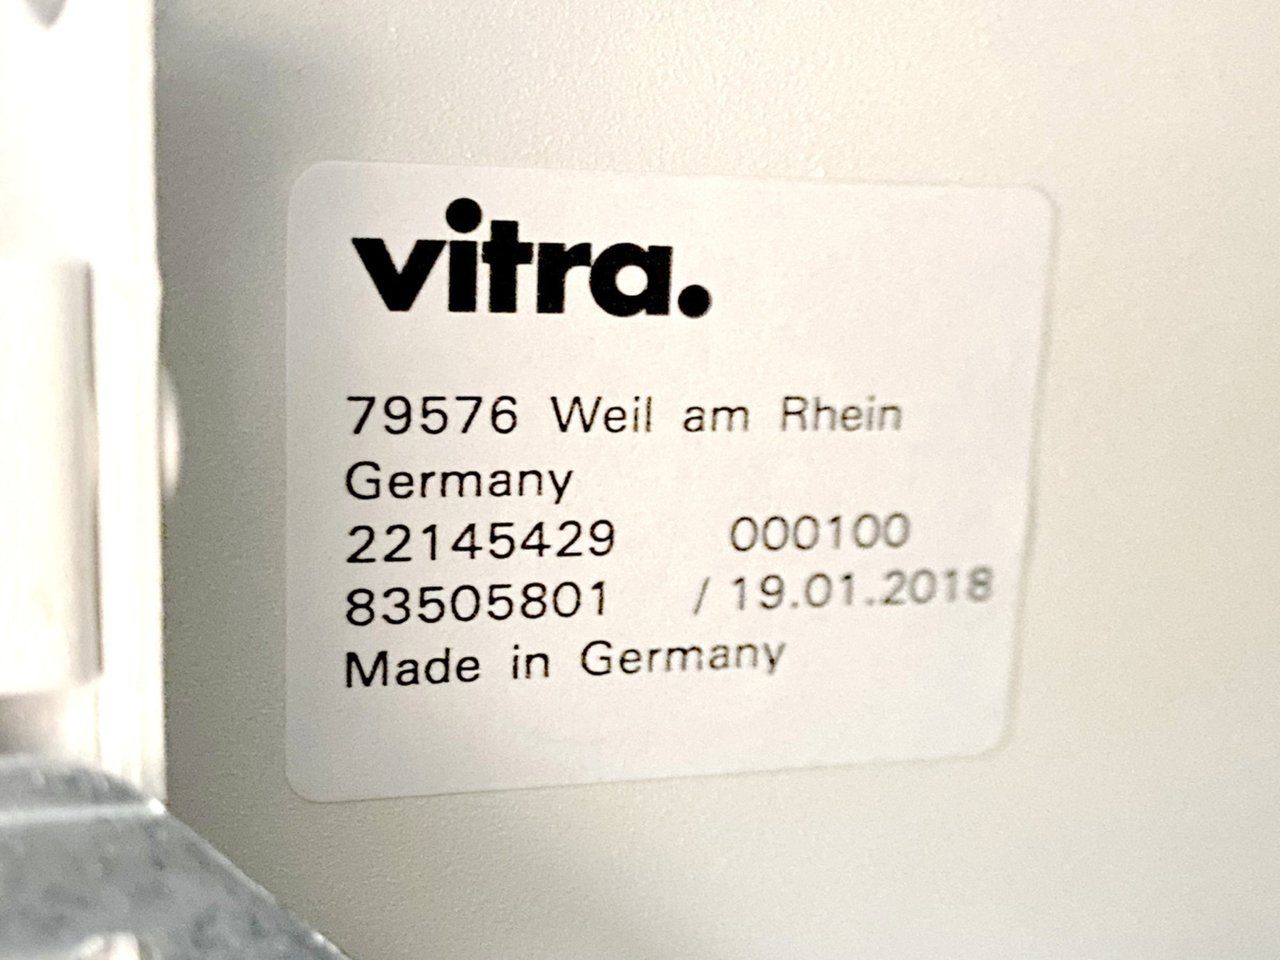 vitra.
79576 Weil am Rhein
Germany
22145429 000100
83505801 / 19.01.2018
Made in Germany